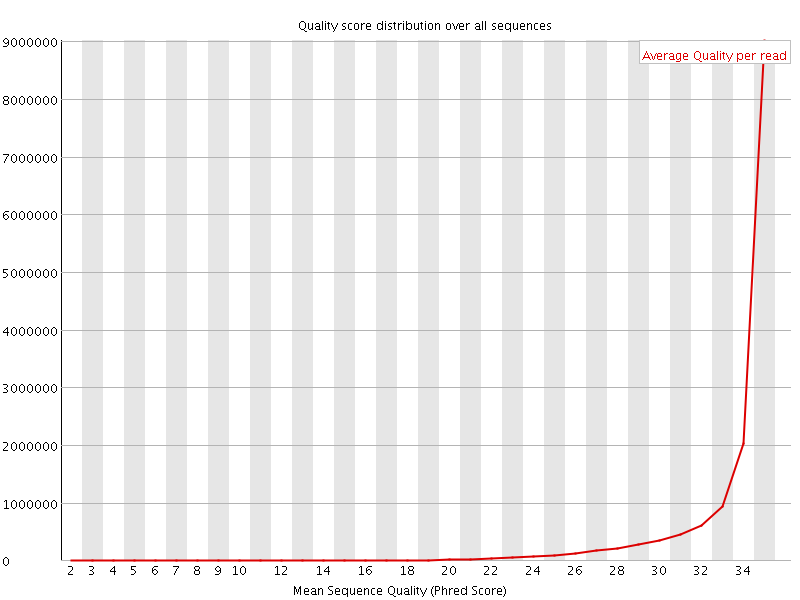 Quality score distribution over all sequences
Average Quality per read
9000000
8000000
7000000
6000000
5000000
4000000
3000000
2000000
1000000
0
2 3 4 5 6 7 8 9 10 12 14 16 18 20 22 24 26 28 30 32 34
Mean Sequence Quality (Phred Score)